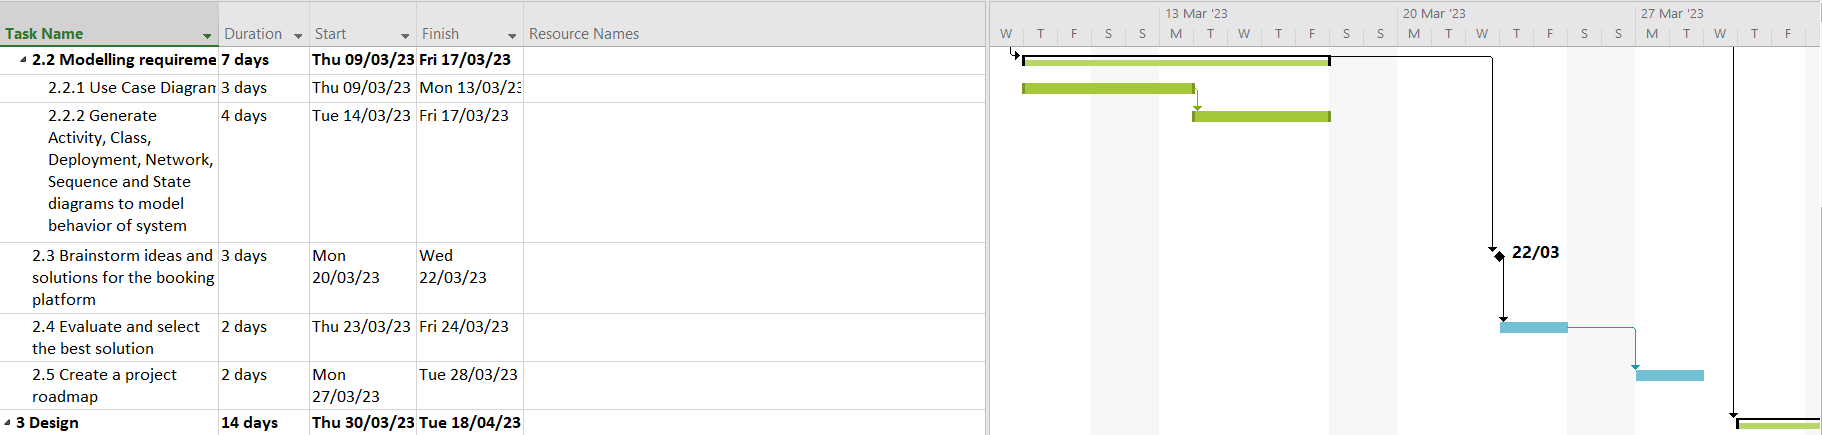 13 Mar '23 20 Mar '23 27 Mar '23
Task Name Duration Start Finish Resource Names W T F S S M T W T F S S M T W T F S S M T W T F
2.2 Modelling requireme 7 days Thu 09/03/23 Fri 17/03/23
2.2.1 Use Case Diagram 3 days Thu 09/03/23 Mon 13/03/23
2.2.2 Generate 4 days Tue 14/03/23 Fri 17/03/23
Activity, Class,
Deployment, Network,
Sequence and State
diagrams to model
behavior of system
2.3 Brainstorm ideas and 3 days Mon Wed 22/03
solutions for the booking 20/03/23 22/03/23
platform
2.4 Evaluate and select 2 days Thu 23/03/23 Fri 24/03/23
the best solution
2.5 Create a project 2 days Mon Tue 28/03/23
roadmap 27/03/23
3 Design 14 days Thu 30/03/23 Tue 18/04/23